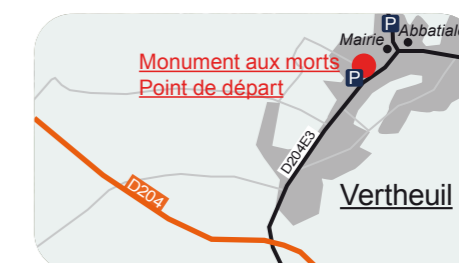 P
Mairie
Abbatiale
Monument aux morts
Point de départ
P
D204E3
D204
Vertheuil